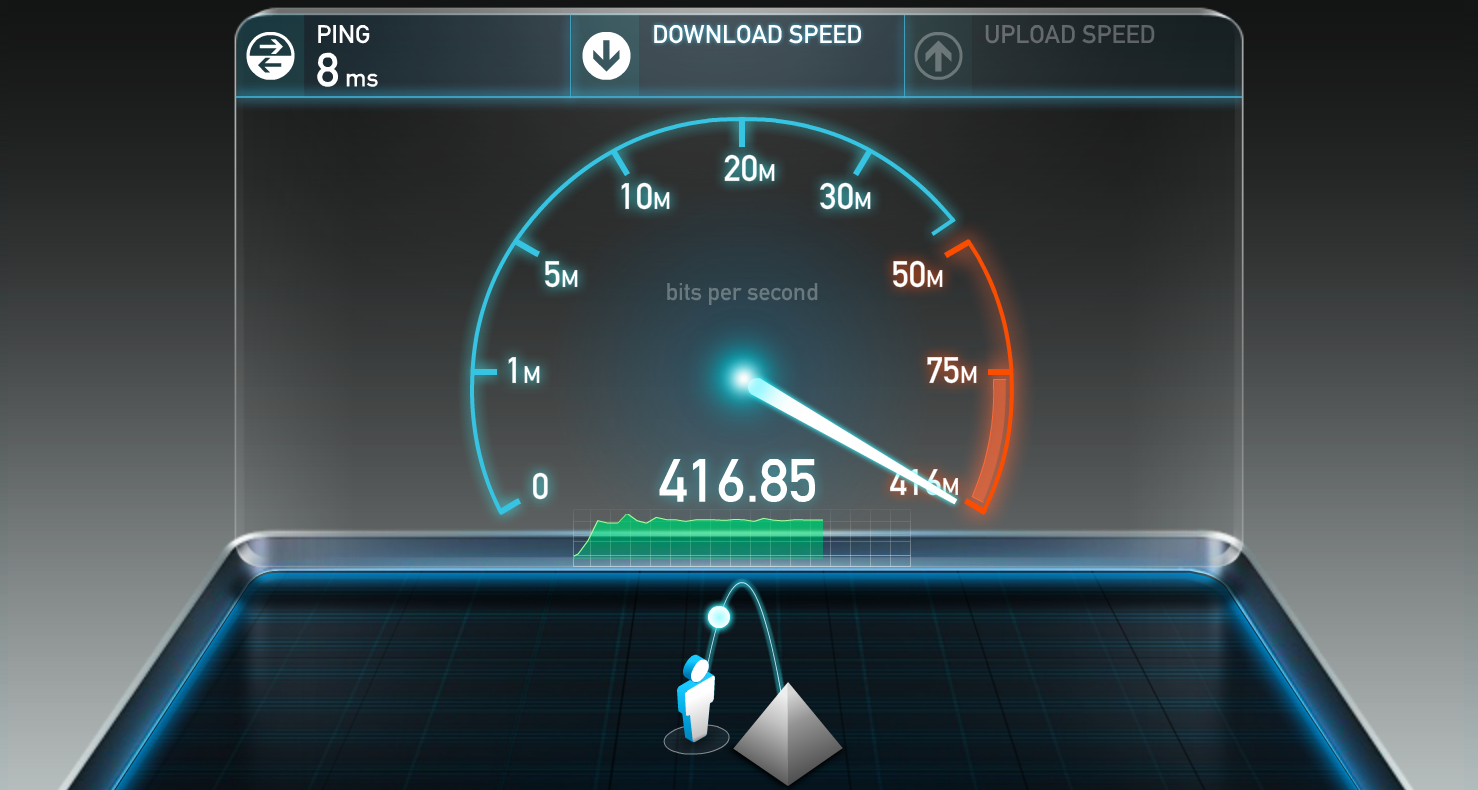 PING
8 ms
DOWNLOAD SPEED
UPLOAD SPEED
20M
10M
30M
5M
50M
bits per second
1M
75M
0
416.85
416M